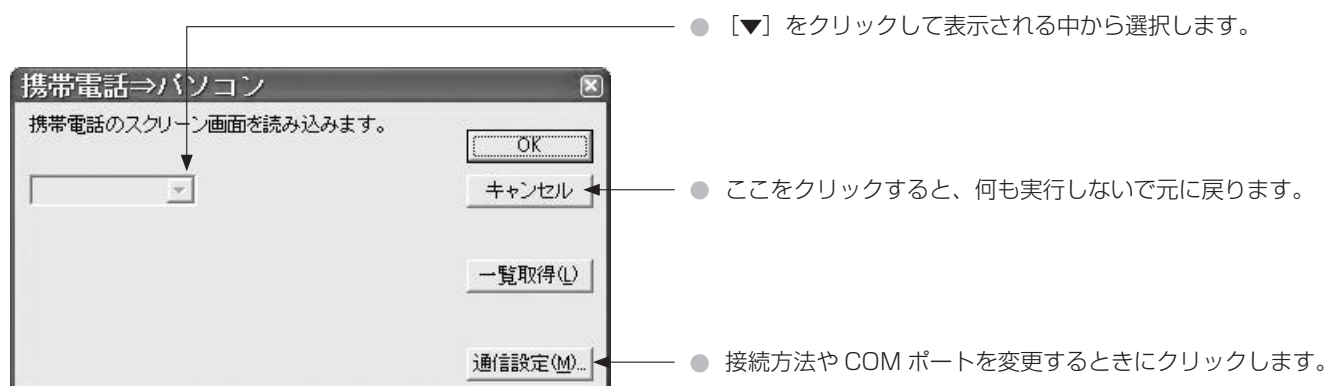 ［▼］をクリックして表示される中から選択します。
携帯電話⇒パソコン
携帯電話のスクリーン画面を読み込みます。
OK
キャンセル
ここをクリックすると、何も実行しないで元に戻ります。
一覧取得(L)
通信設定(M)...
接続方法や COM ポートを変更するときにクリックします。